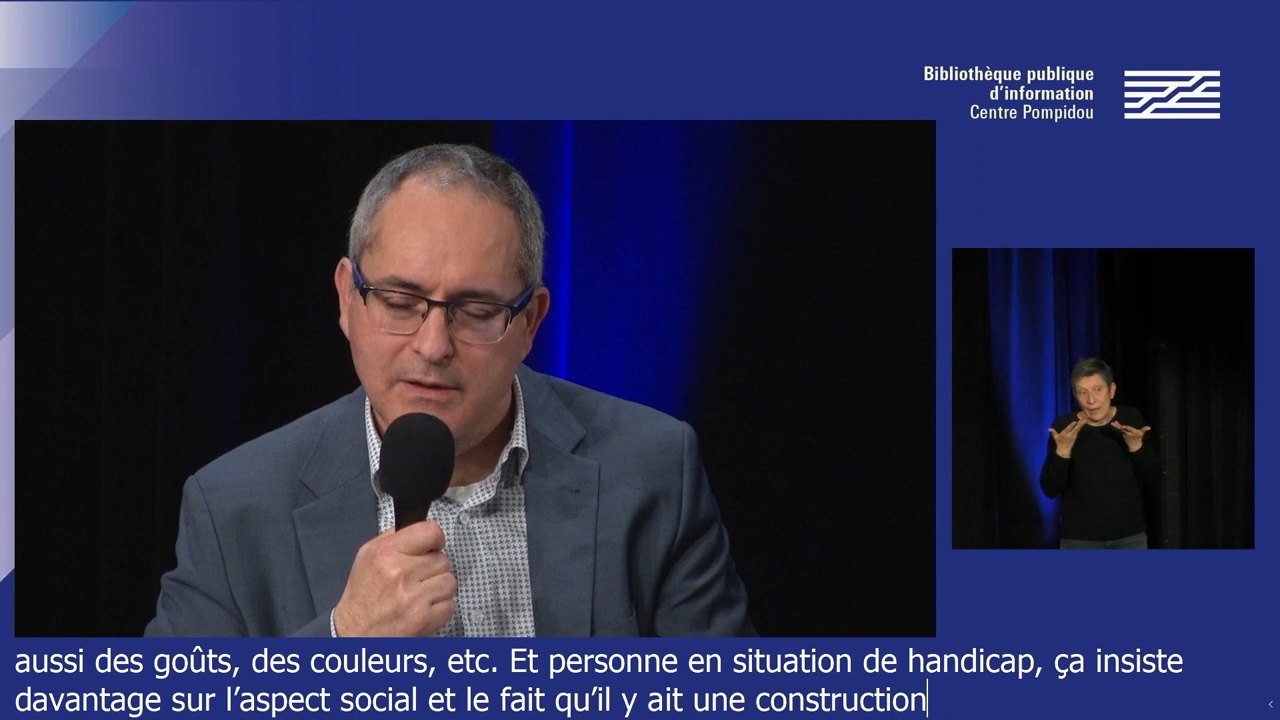 Bibliothèque publique
d'information
Centre Pompidou
aussi des goûts, des couleurs, etc. Et personne en situation de handicap, ça insiste
davantage sur l'aspect social et le fait qu'il y ait une construction